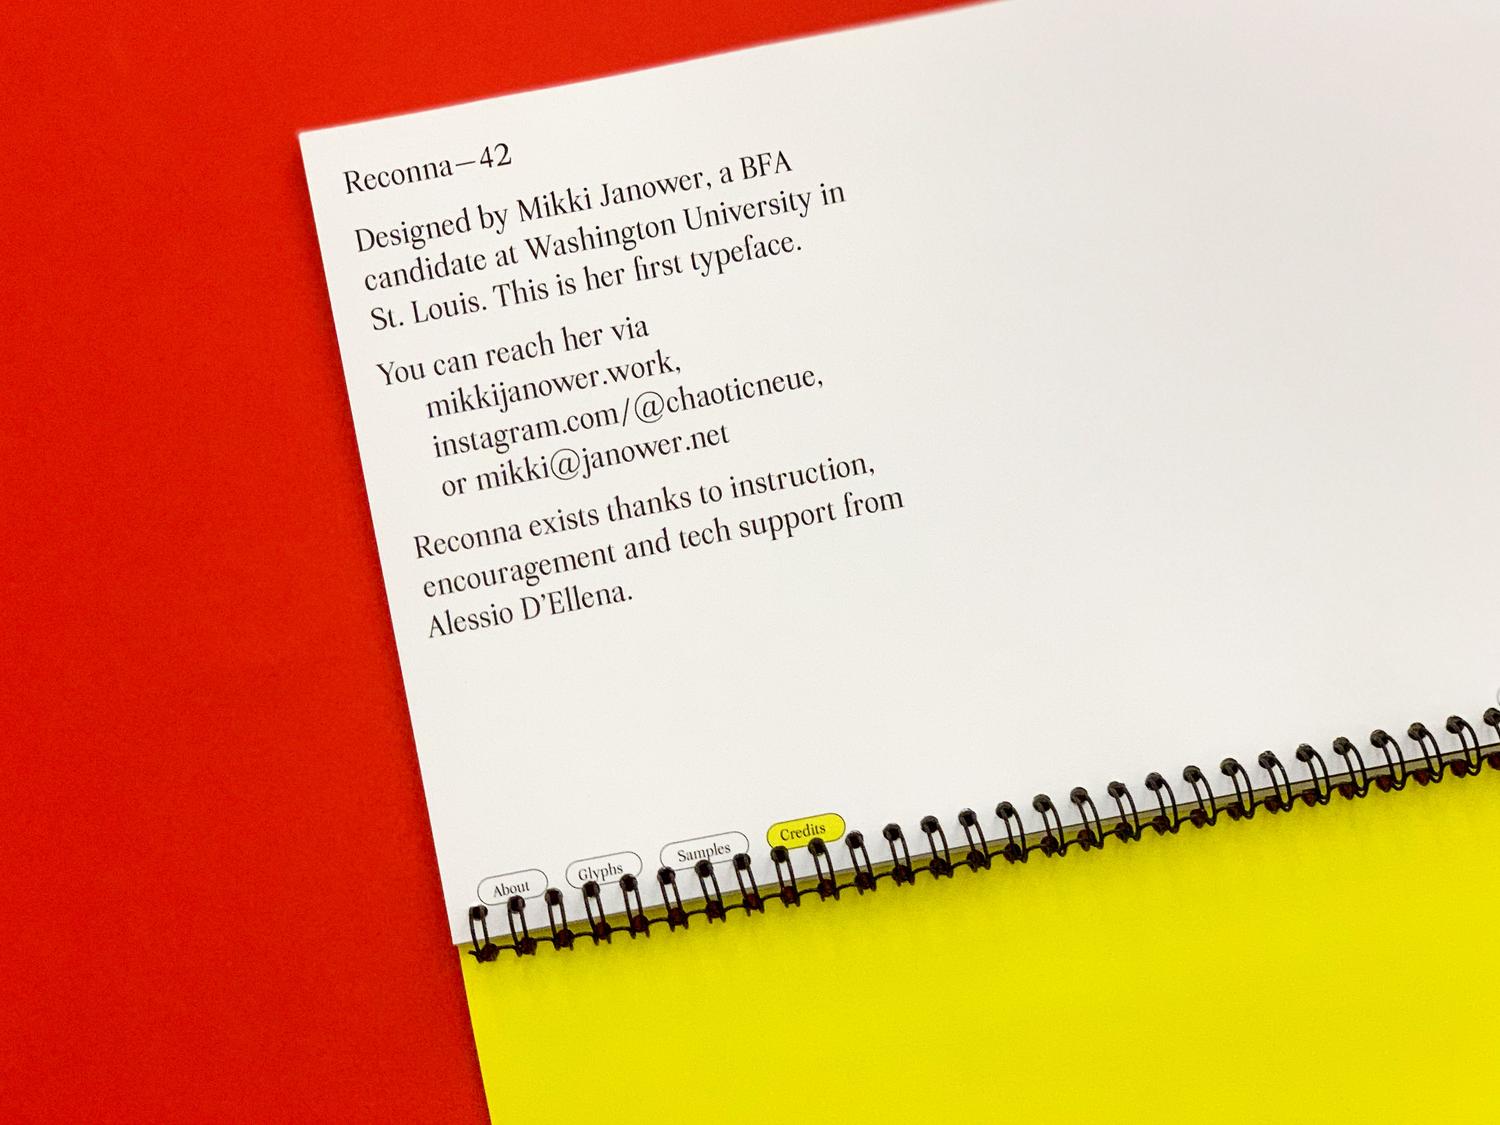 Reconna—42
Designed by Mikki Janower, a BFA
candidate at Washington University in
St. Louis. This is her first typeface.
You can reach her via
mikkijanower.work,
instagram.com/@chaoticneue,
or mikki@janower.net
Reconna exists thanks to instruction,
encouragement and tech support from
Alessio D’Ellena.
About
Glyphs
Samples
Credits